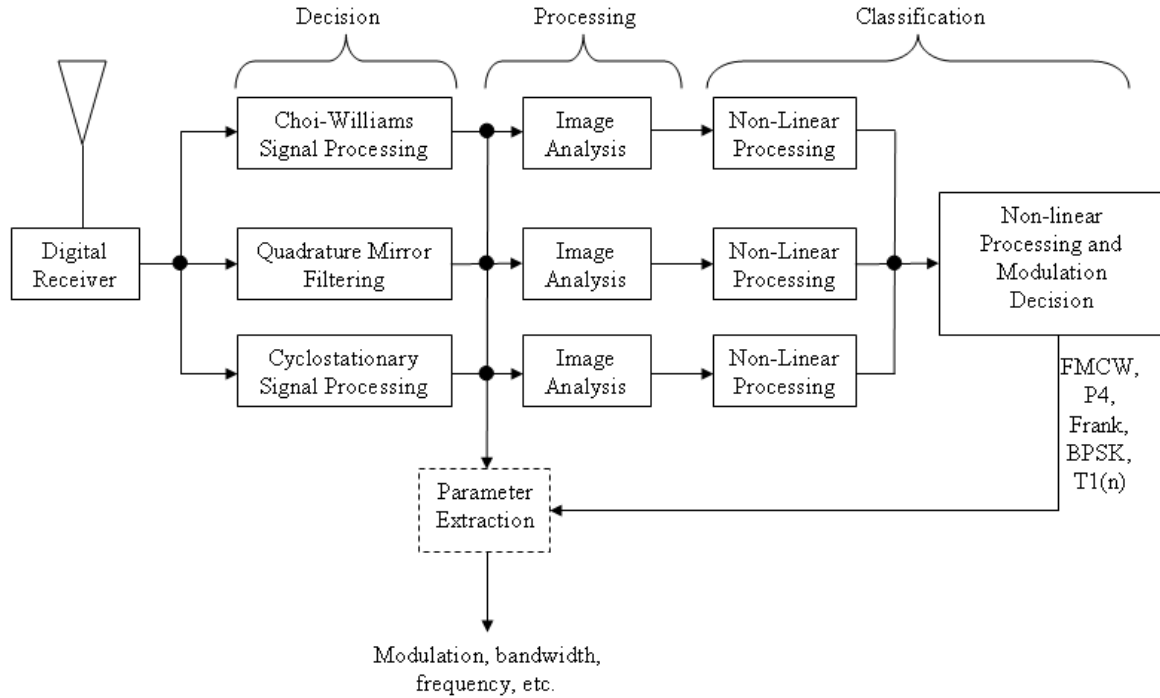 Decision
Processing
Classification
Choi-Williams
Signal Processing
Image
Analysis
Non-Linear
Processing
Digital
Receiver
Quadrature Mirror
Filtering
Image
Analysis
Non-Linear
Processing
Non-linear
Processing and
Modulation
Decision
Cyclostationary
Signal Processing
Image
Analysis
Non-Linear
Processing
FMCW,
P4,
Frank,
BPSK,
T1(n)
Parameter
Extraction
Modulation, bandwidth,
frequency, etc.